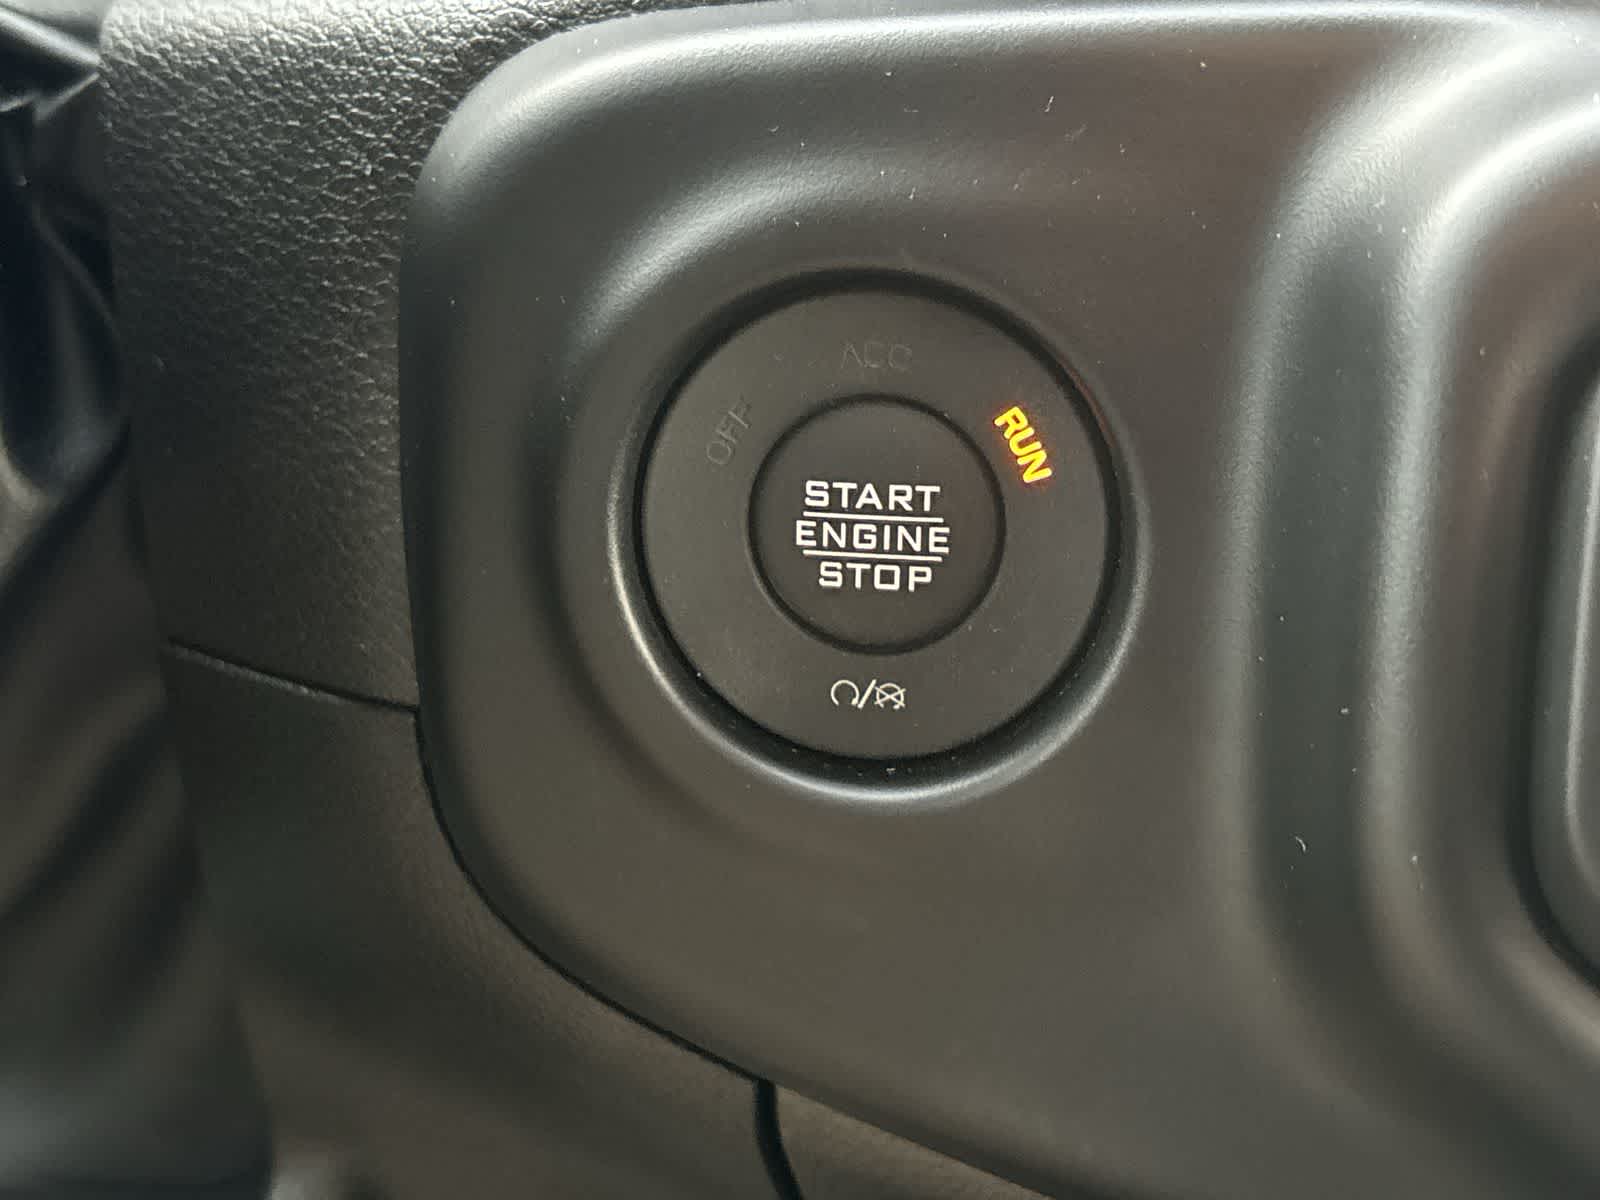 ACC
OFF
RUN
START
ENGINE
STOP